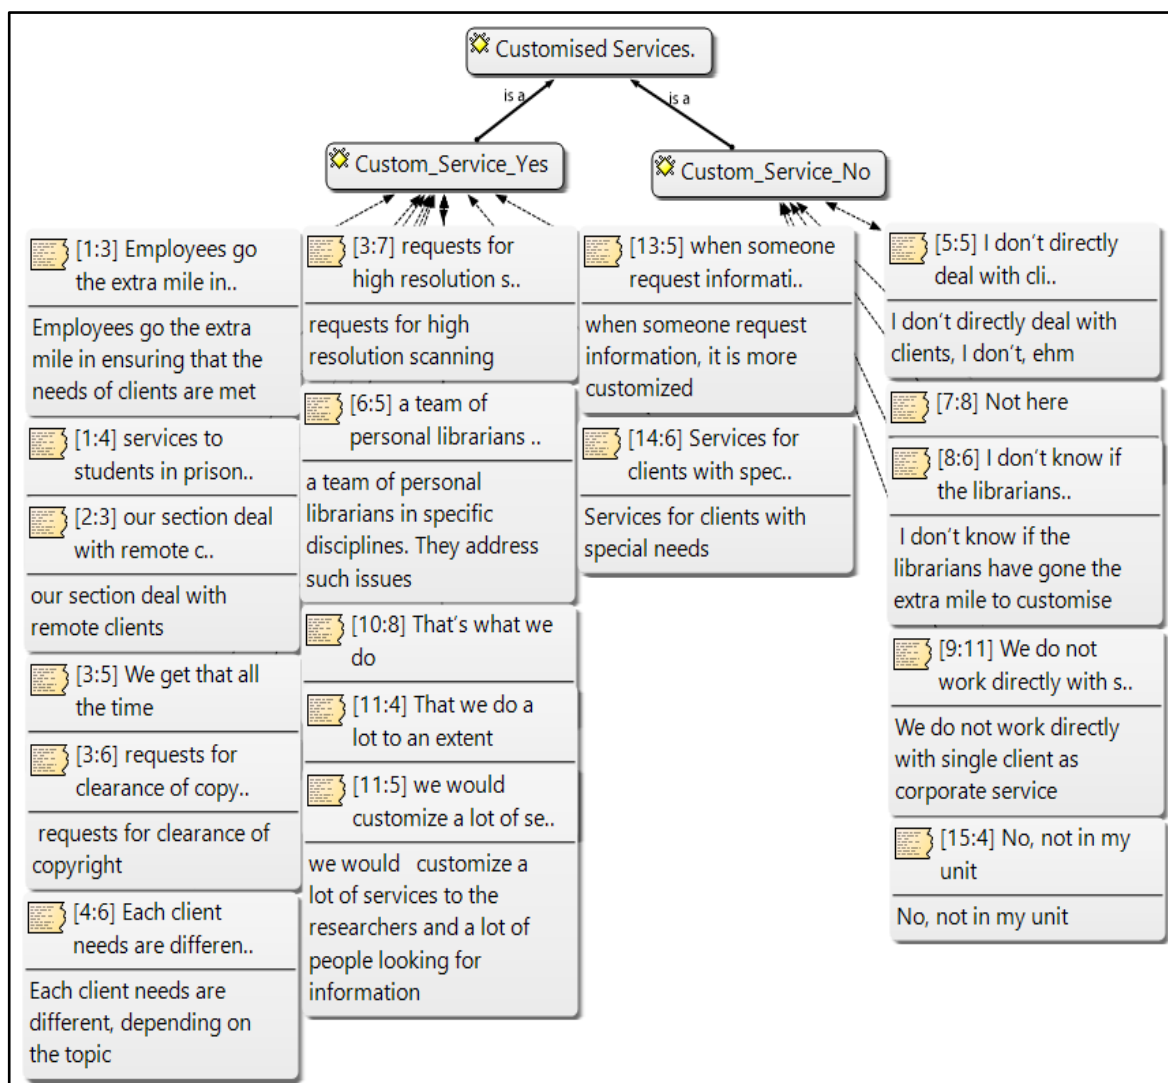 Customised Services.
is a
is a
Custom_Service_Yes
Custom_Service_No
[1:3] Employees go
the extra mile in..
Employees go the extra
mile in ensuring that the
needs of clients are met
[1:4] services to
students in prison..
[2:3] our section deal
with remote c..
our section deal with
remote clients
[3:5] We get that all
the time
[3:6] requests for
clearance of copy..
requests for clearance of
copyright
[4:6] Each client
needs are differen..
Each client needs are
different, depending on
the topic
[3:7] requests for
high resolution s..
requests for high
resolution scanning
[6:5] a team of
personal librarians ..
a team of personal
librarians in specific
disciplines. They address
such issues
[10:8] That's what we
do
[11:4] That we do a
lot to an extent
[11:5] we would
customize a lot of se..
we would customize a
lot of services to the
researchers and a lot of
people looking for
information
[13:5] when someone
request informati..
when someone request
information, it is more
customized
[14:6] Services for
clients with spec..
Services for clients with
special needs
[5:5] I don't directly
deal with cli..
I don't directly deal with
clients, I don't, ehm
[7:8] Not here
[8:6] I don't know if
the librarians..
I don't know if the
librarians have gone the
extra mile to customise
[9:11] We do not
work directly with s..
We do not work directly
with single client as
corporate service
[15:4] No, not in my
unit
No, not in my unit